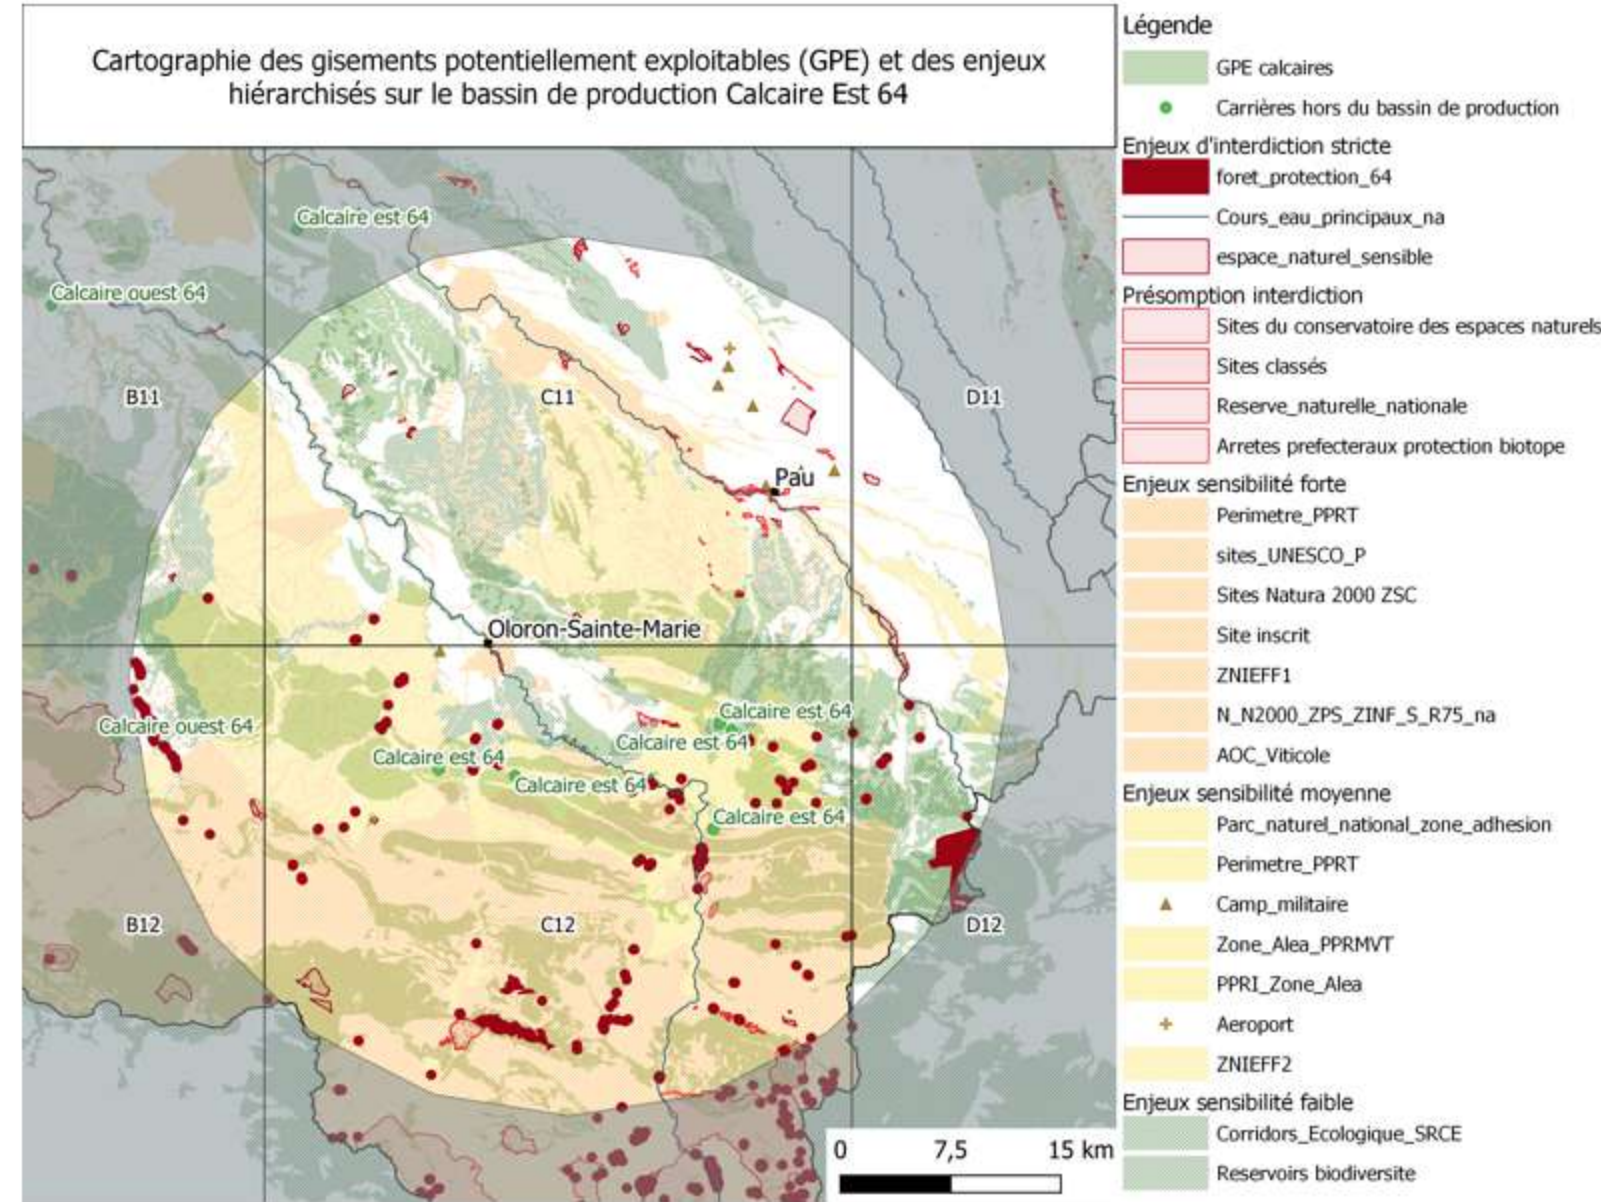 Cartographie des gisements potentiellement exploitables (GPE) et des enjeux
hiérarchisés sur le bassin de production Calcaire Est 64
Calcaire est 64
Calcaire ouest 64
B11
C11
D11
Pau
Oloron-Sainte-Marie
Calcaire est 64
Calcaire ouest 64
Calcaire est 64
Calcaire est 64
Calcaire est 64
Calcaire est 64
B12
C12
D12
0 7,5 15 km
Légende
GPE calcaires
Carrières hors du bassin de production
Enjeux d'interdiction stricte
foret_protection_64
Cours_eau_principaux_na
espace_naturel_sensible
Présomption interdiction
Sites du conservatoire des espaces naturels
Sites classés
Reserve_naturelle_nationale
Arretes prefecteraux protection biotope
Enjeux sensibilité forte
Perimetre_PPRT
sites_UNESCO_P
Sites Natura 2000 ZSC
Site inscrit
ZNIEFF1
N_N2000_ZPS_ZINF_S_R75_na
AOC_Viticole
Enjeux sensibilité moyenne
Parc_naturel_national_zone_adhesion
Perimetre_PPRT
Camp_militaire
Zone_Alea_PPRMVT
PPRI_Zone_Alea
Aeroport
ZNIEFF2
Enjeux sensibilité faible
Corridors_Ecologique_SRCE
Reservoirs biodiversite